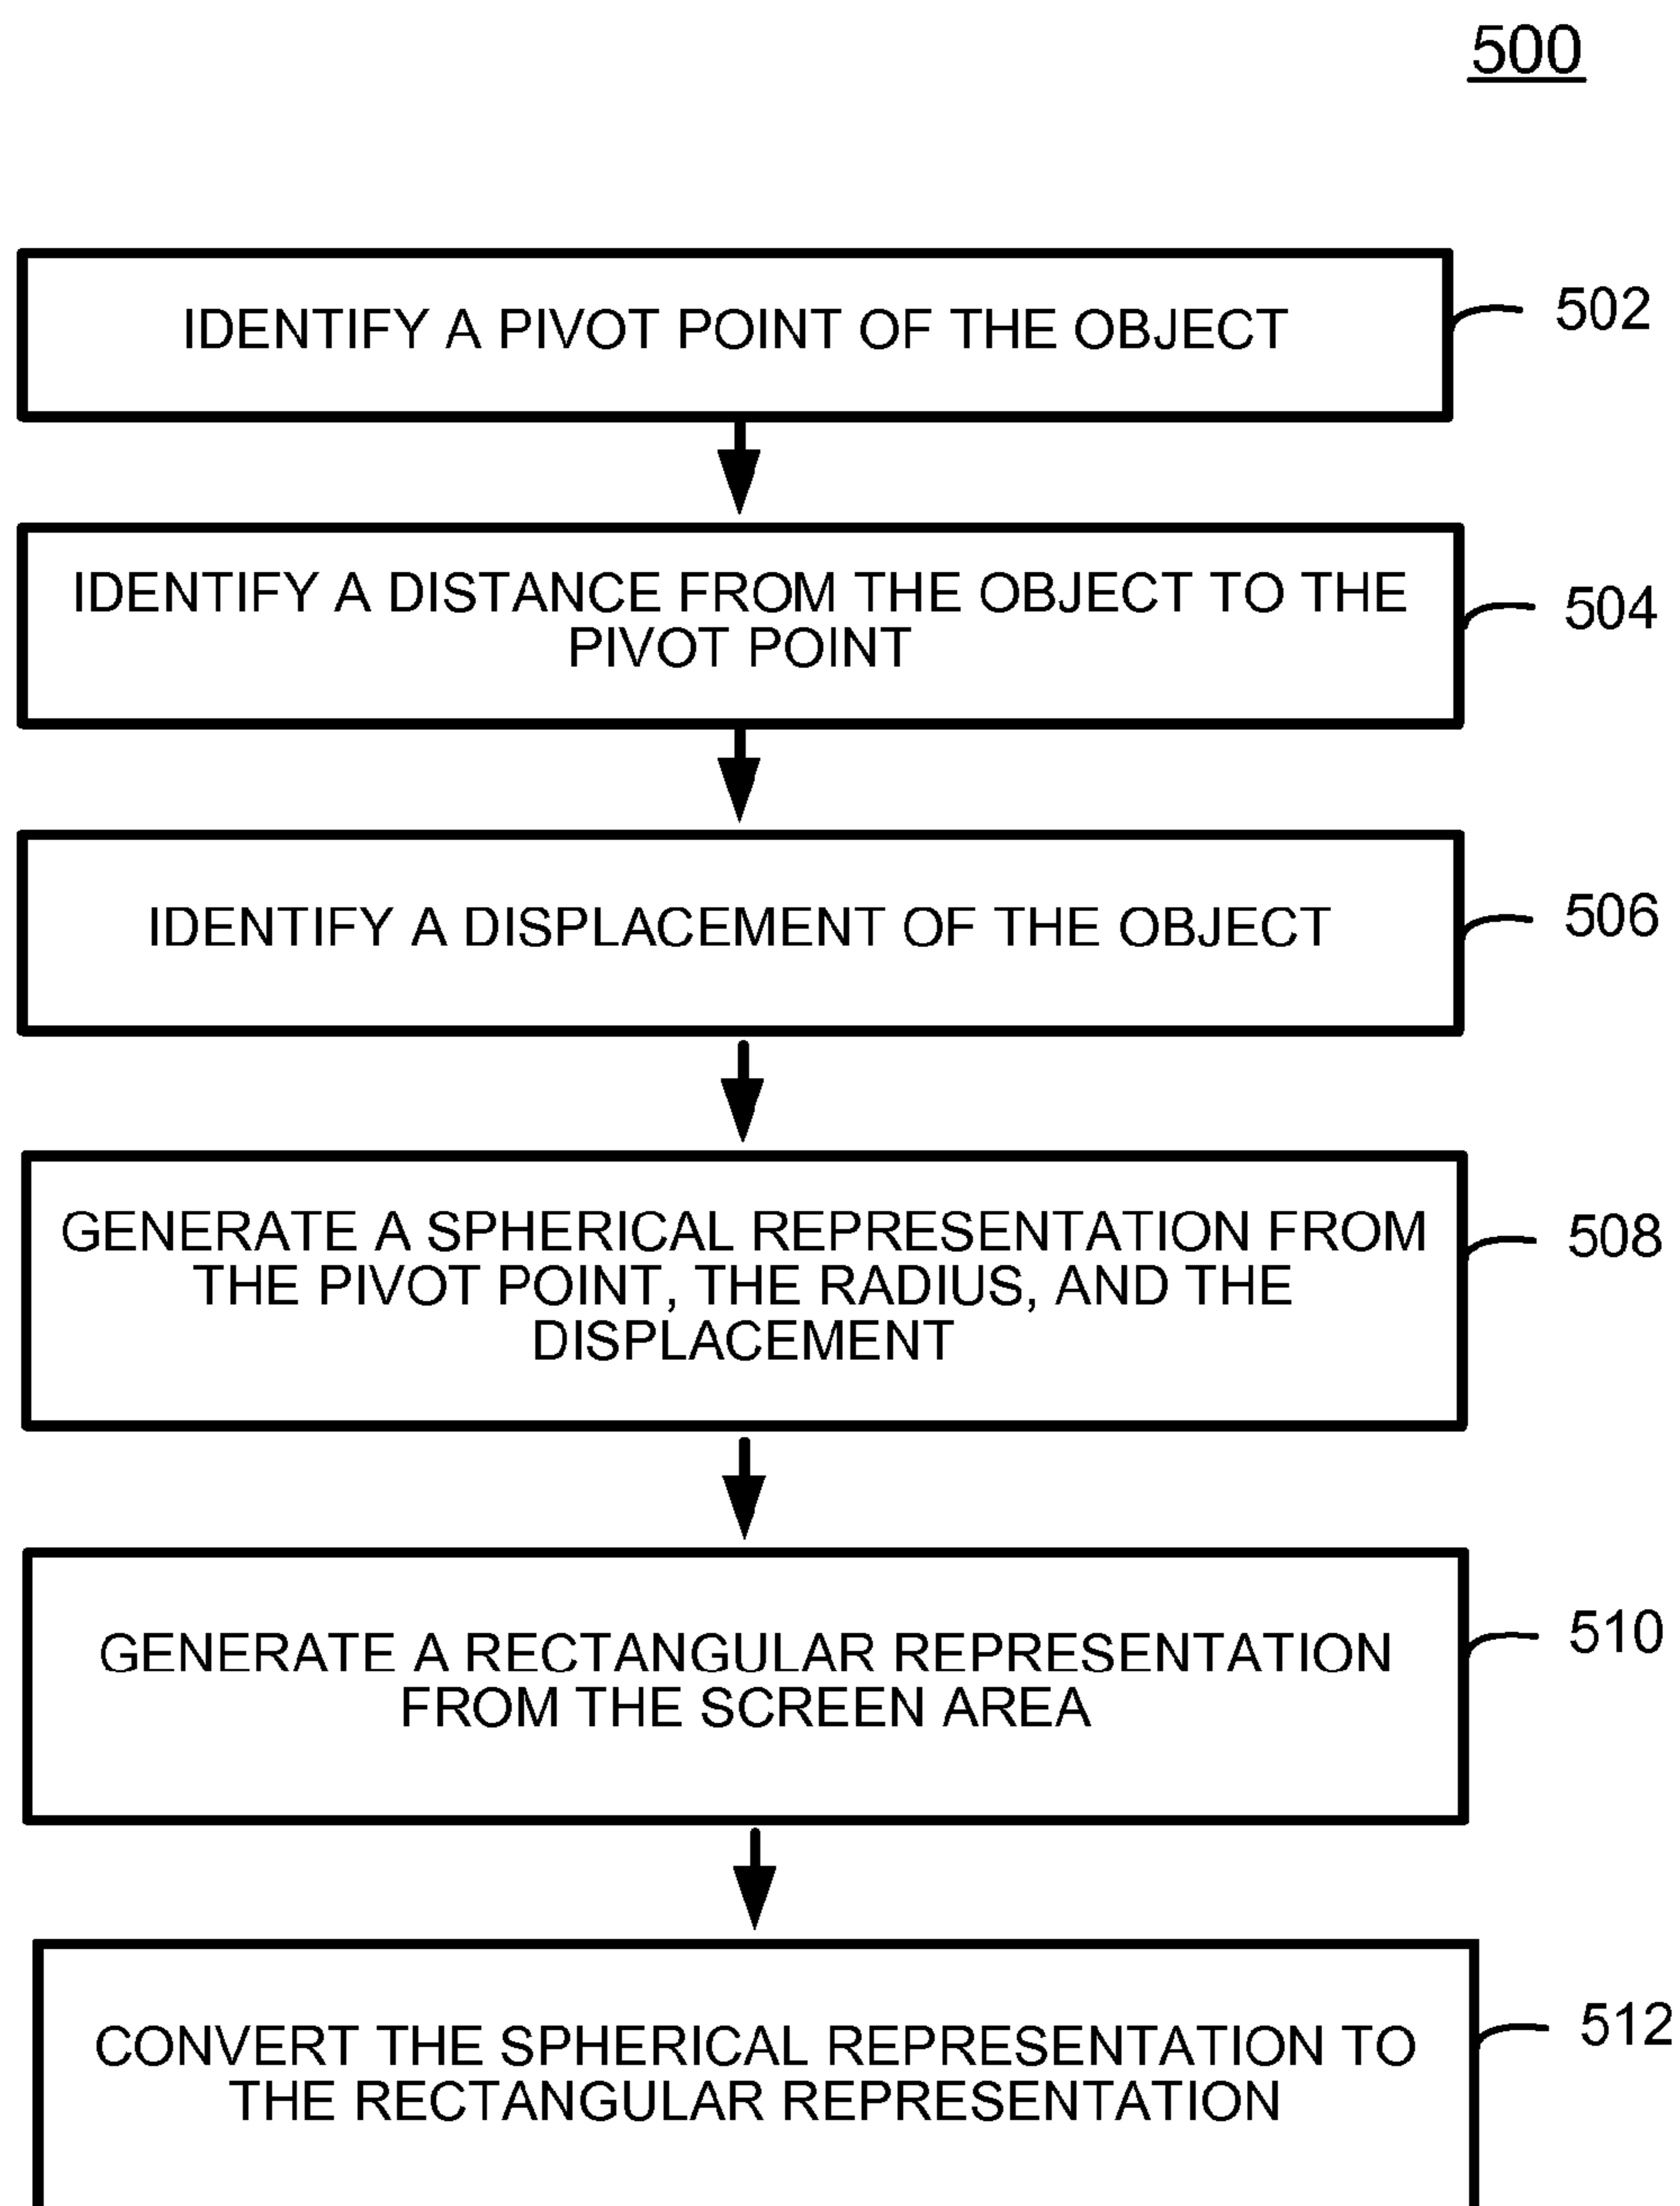 500
IDENTIFY A PIVOT POINT OF THE OBJECT
502
IDENTIFY A DISTANCE FROM THE OBJECT TO THE
PIVOT POINT
504
IDENTIFY A DISPLACEMENT OF THE OBJECT
506
GENERATE A SPHERICAL REPRESENTATION FROM
THE PIVOT POINT, THE RADIUS, AND THE
DISPLACEMENT
508
GENERATE A RECTANGULAR REPRESENTATION
FROM THE SCREEN AREA
510
CONVERT THE SPHERICAL REPRESENTATION TO
THE RECTANGULAR REPRESENTATION
512